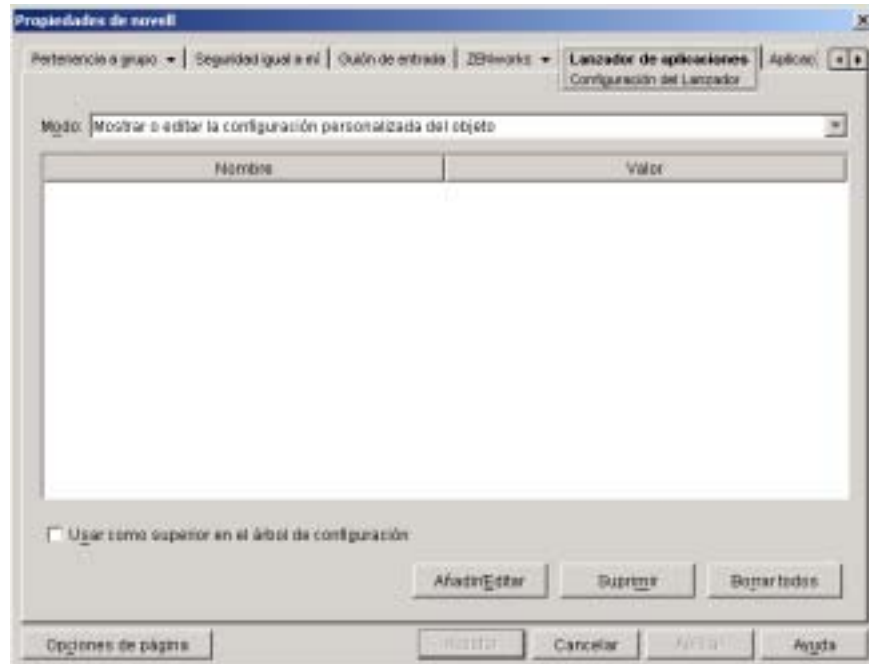 Propiedades de novell
Pertenencia a grupo Seguridad igual a mí Guión de entrada ZENworks Lanzador de aplicaciones Aplicaci
Configuración del Lanzador
Modo: Mostrar o editar la configuración personalizada del objeto
Nombre Valor
Usar como superior en el árbol de configuración
Añadir/Editar Suprimir Borrar todos
Opciones de página Aceptar Cancelar Ayuda